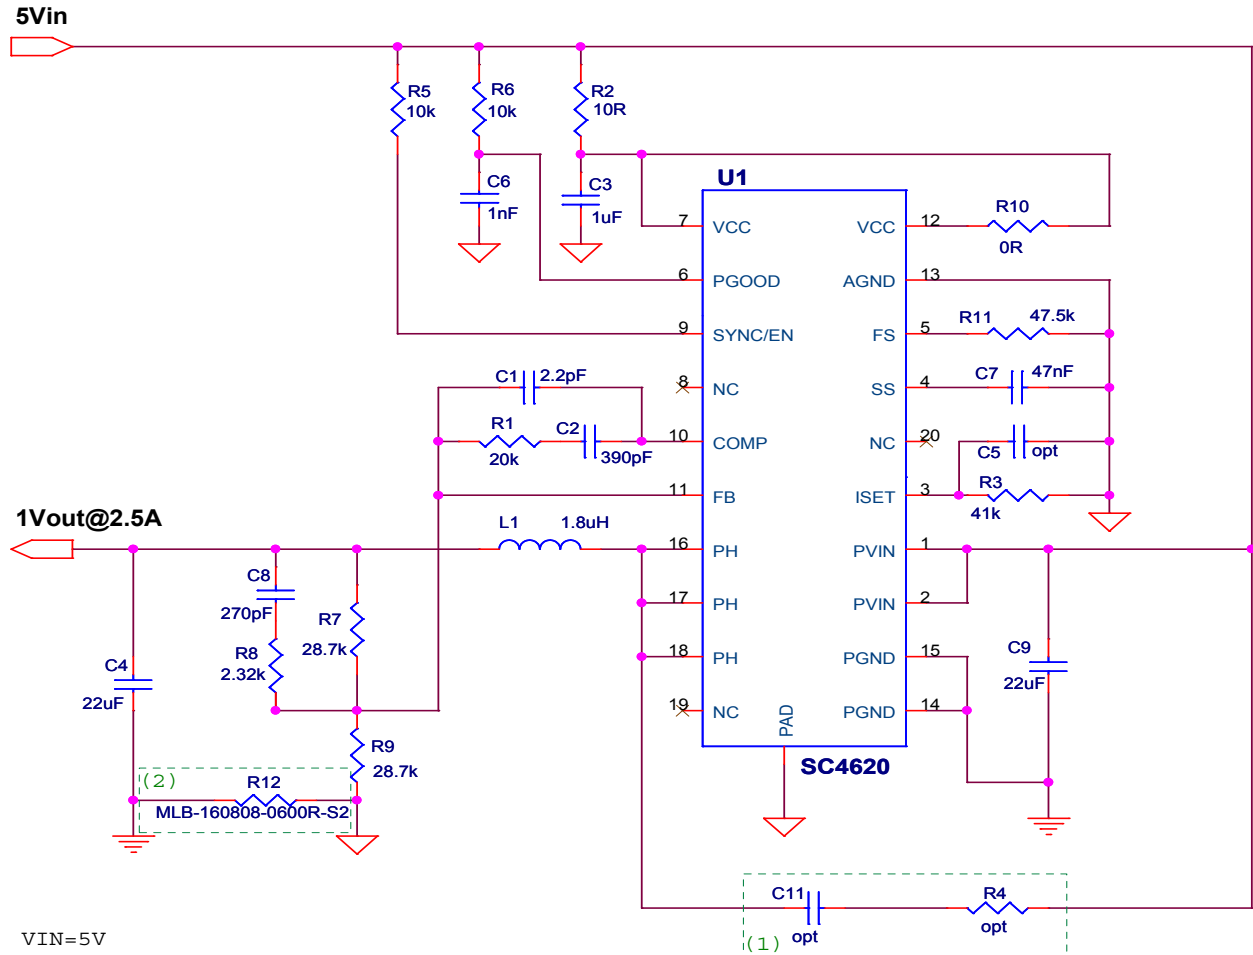 5Vin
R5
10k
R6
10k
R2
10R
C6
1nF
C3
1uF
U1
7 VCC
VCC 12
R10
0R
6 PGOOD
AGND 13
9 SYNC/EN
FS 5
R11 47.5k
C1 2.2pF
8 NC
SS 4
C7 47nF
R1
20k
C2
390pF
10 COMP
NC 20
C5 opt
11 FB
ISET 3
R3
41k
1Vout@2.5A
L1 1.8uH
16 PH
PVIN 1
17 PH
PVIN 2
C8
270pF
R7
28.7k
18 PH
PGND 15
C9
22uF
R8
2.32k
C4
22uF
19 NC
PGND 14
PAD
R9
28.7k
SC4620
(2)
R12
MLB-160808-0600R-S2
C11
opt
R4
opt
(1)
VIN=5V